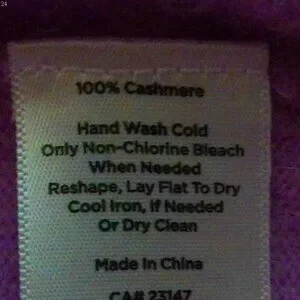 24
100% Cashmere
Hand Wash Cold
Only Non-Chlorine Bleach
When Needed
Reshape, Lay Flat To Dry
Cool Iron, if Needed
Or Dry Clean
Made In China
CA# 23147